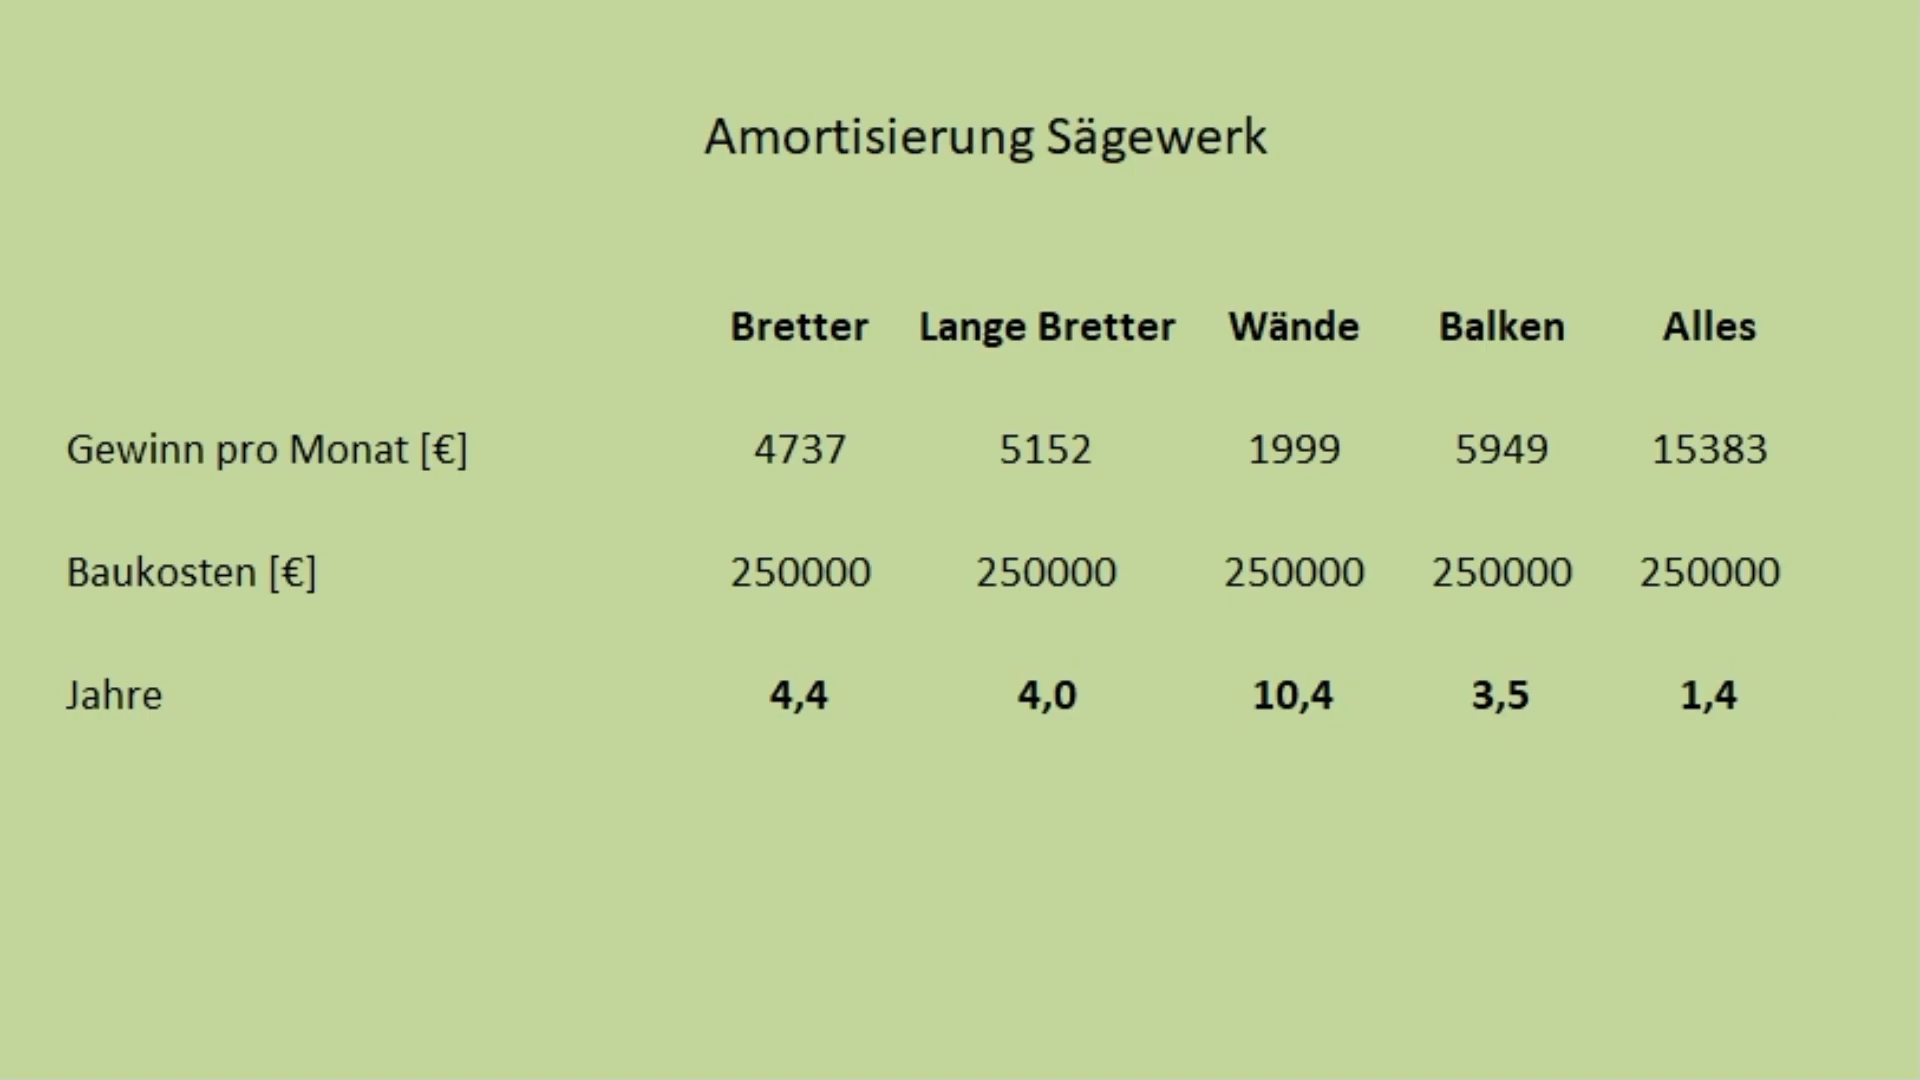 Amortisierung Sägewerk
Bretter Lange Bretter Wände Balken Alles
Gewinn pro Monat [€] 4737 5152 1999 5949 15383
Baukosten [€] 250000 250000 250000 250000 250000
Jahre 4,4 4,0 10,4 3,5 1,4